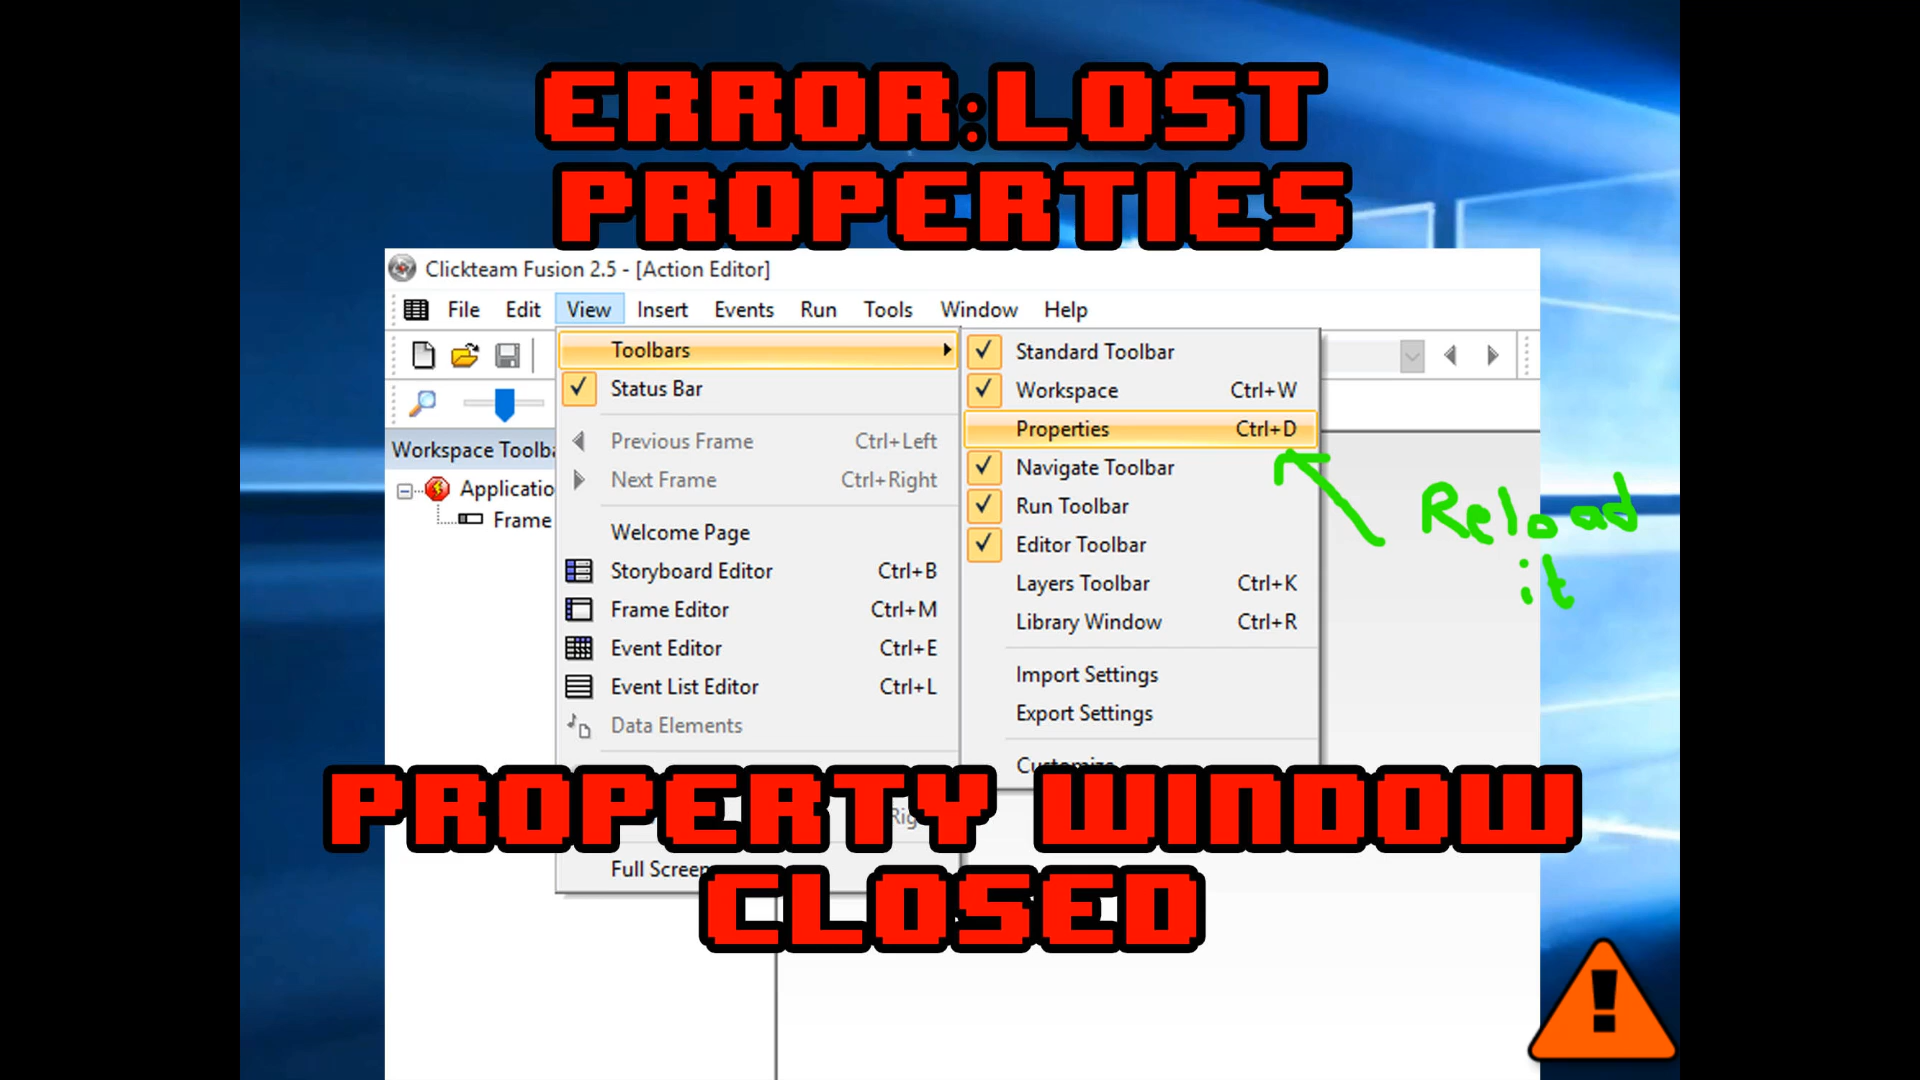 ERROR:LOST
PROPERTIES
Clickteam Fusion 2.5 - [Action Editor]
File Edit View Insert Events Run Tools Window Help
Toolbars
Status Bar
Previous Frame Ctrl+Left
Next Frame Ctrl+Right
Welcome Page
Storyboard Editor Ctrl+B
Frame Editor Ctrl+M
Event Editor Ctrl+E
Event List Editor Ctrl+L
Data Elements
Full Screen
Standard Toolbar
Workspace Ctrl+W
Properties Ctrl+D
Navigate Toolbar
Run Toolbar
Editor Toolbar
Layers Toolbar Ctrl+K
Library Window Ctrl+R
Import Settings
Export Settings
Customize
Workspace Toolba
Applicatio
Frame
Reload
it
PROPERTY WINDOW
CLOSED